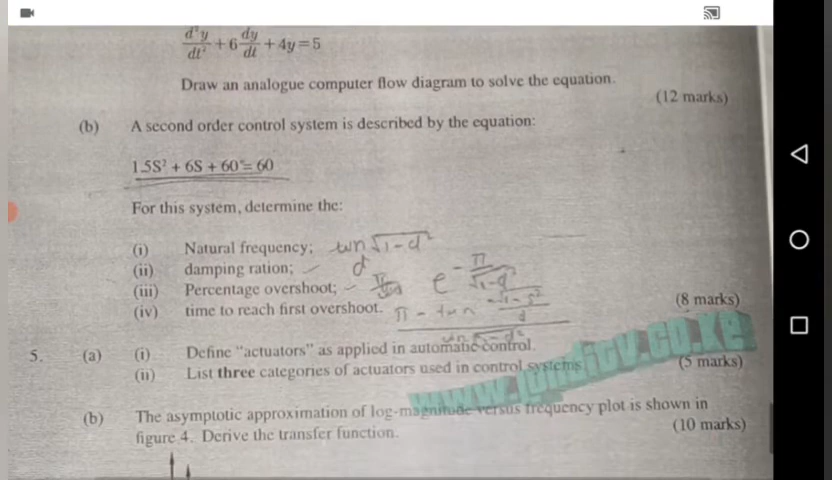 d²y/dt² + 6 dy/dt + 4y = 5
Draw an analogue computer flow diagram to solve the equation.
(12 marks)
(b) A second order control system is described by the equation:
1.5S² + 6S + 60 = 60
For this system, determine the:
(i) Natural frequency; wn√1-d²
(ii) damping ration; d
(iii) Percentage overshoot; e
(iv) time to reach first overshoot.
(8 marks)
5. (a) (i) Define "actuators" as applied in automatic control.
(ii) List three categories of actuators used in control systems.
(5 marks)
(b) The asymptotic approximation of log-magnitude versus frequency plot is shown in
figure 4. Derive the transfer function.
(10 marks)